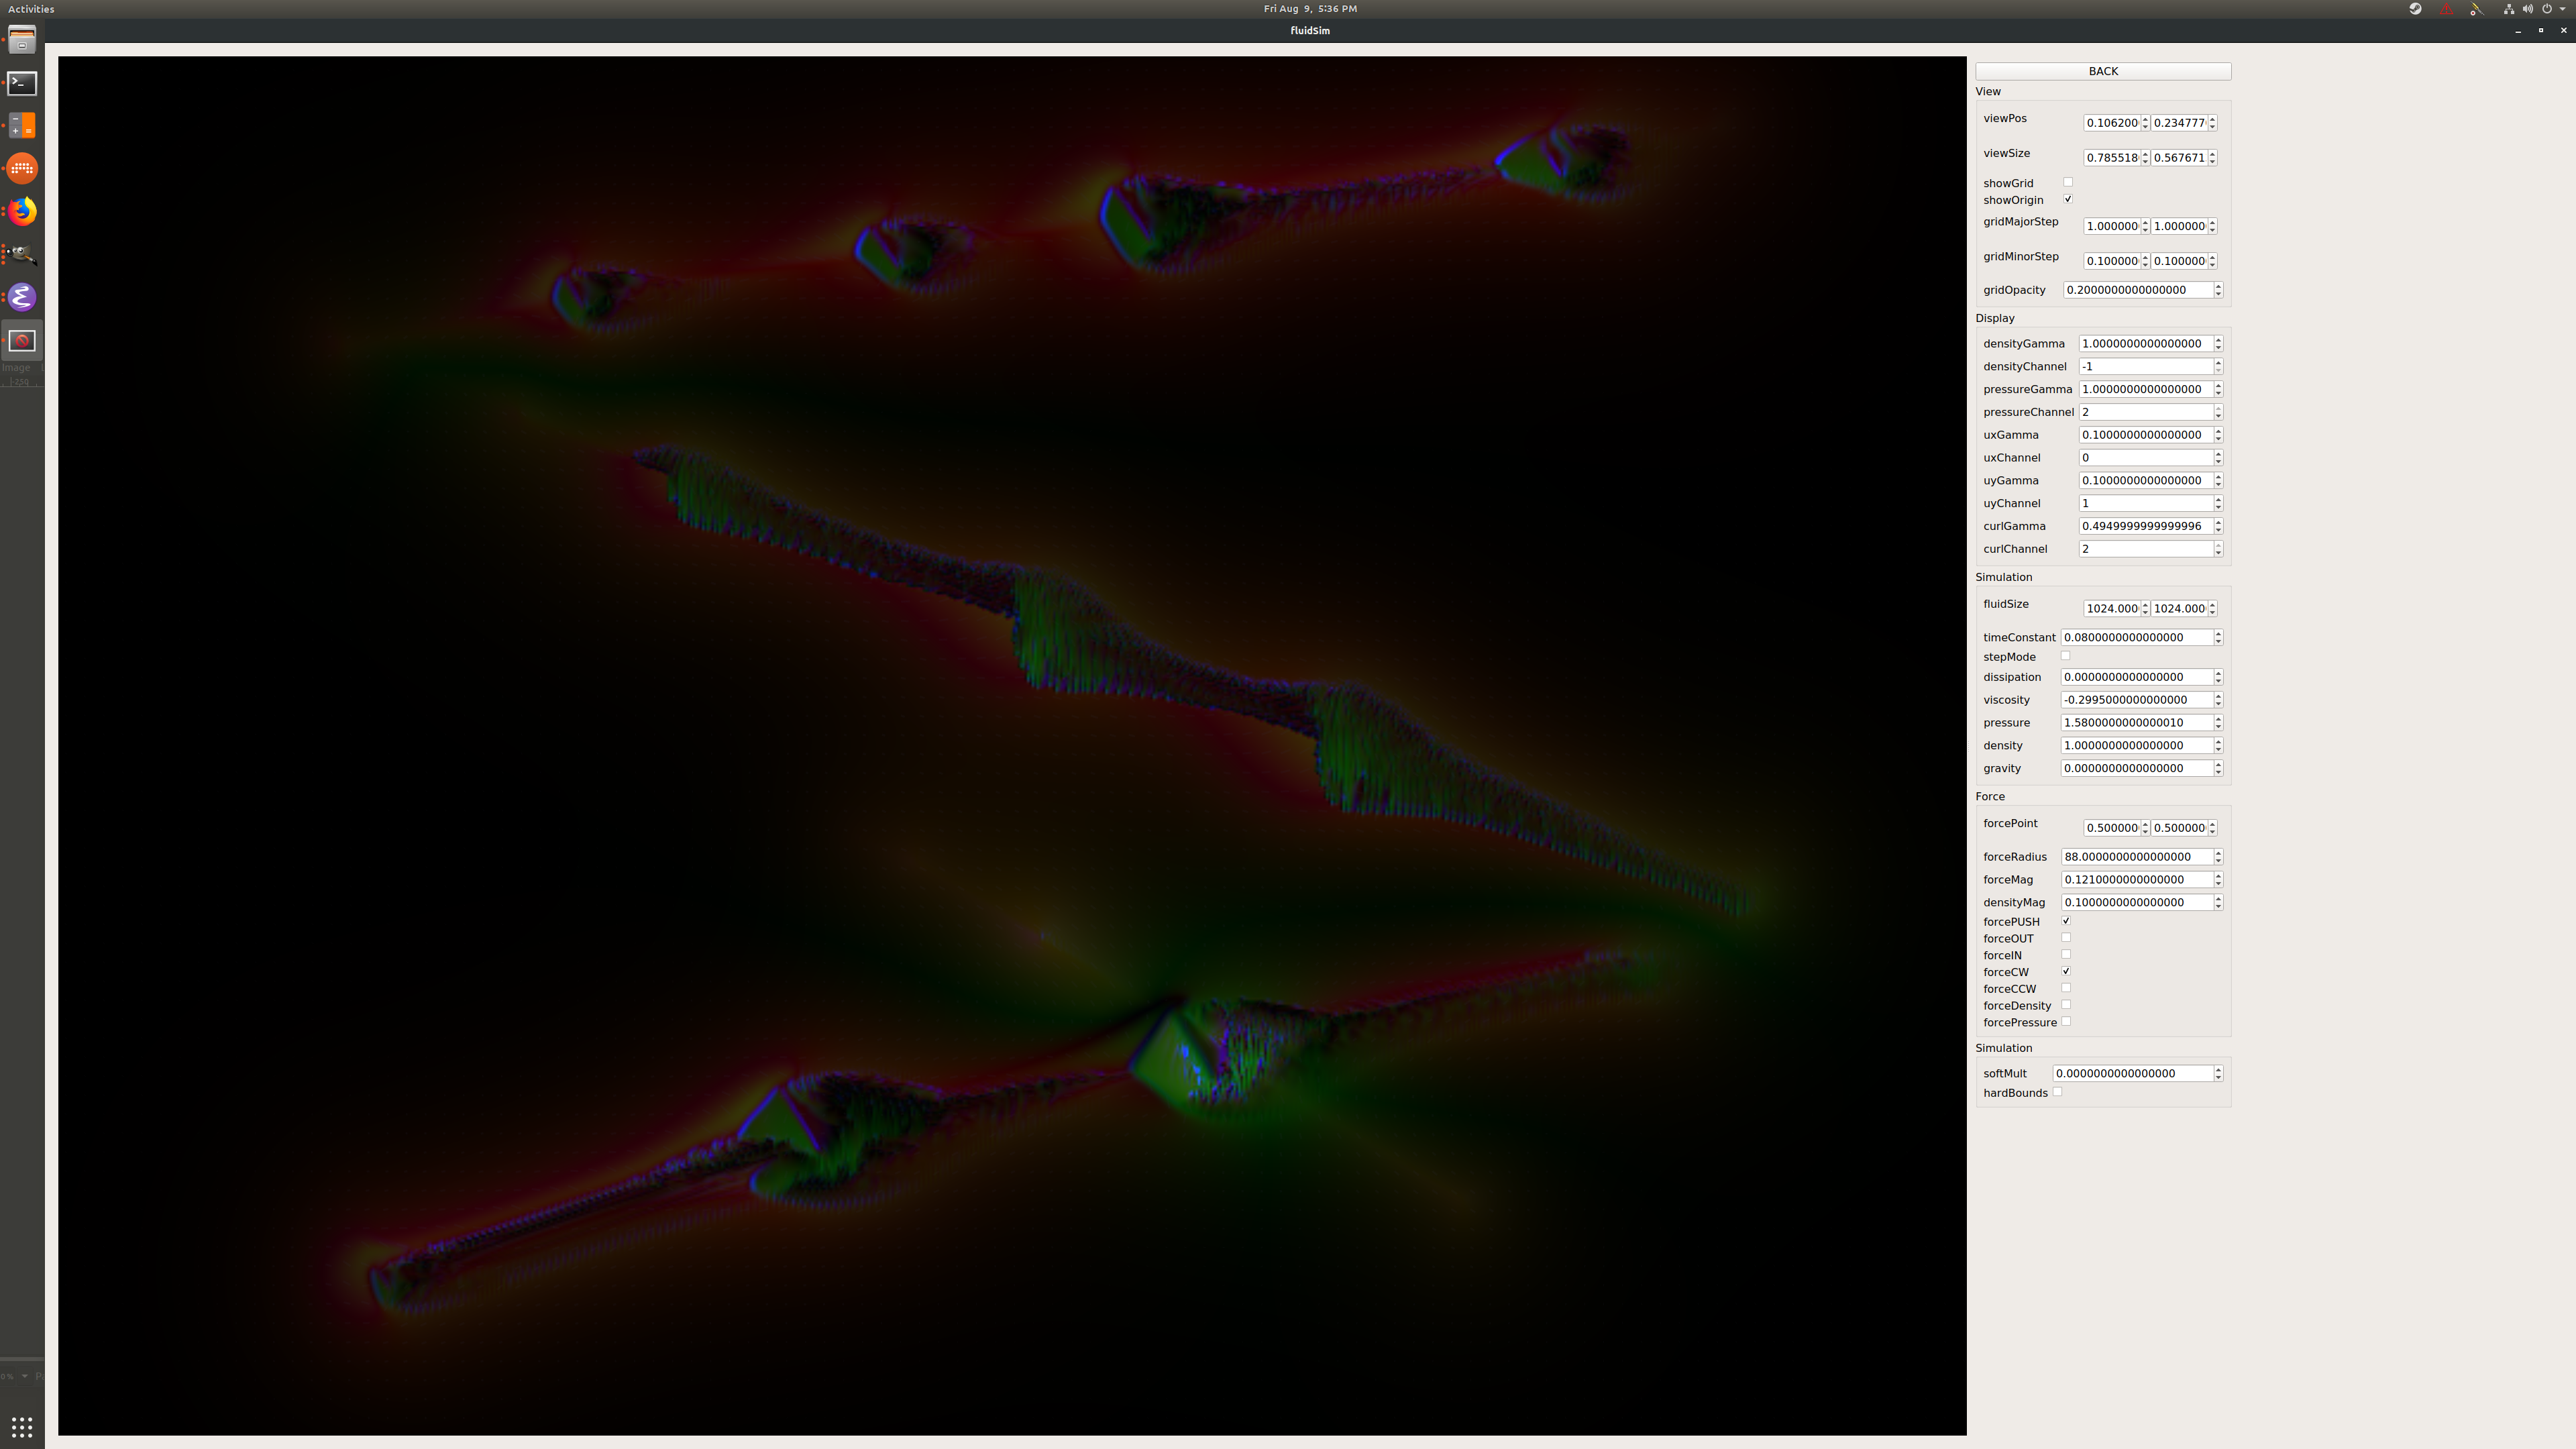 Activities
Fri Aug 9, 5:36 PM
fluidSim
BACK
View
viewPos 0.106200 0.234777
viewSize 0.785518 0.567671
showGrid
showOrigin
gridMajorStep 1.000000 1.000000
gridMinorStep 0.100000 0.100000
gridOpacity 0.2000000000000000
Display
densityGamma 1.0000000000000000
densityChannel -1
pressureGamma 1.0000000000000000
pressureChannel 2
uxGamma 0.1000000000000000
uxChannel 0
uyGamma 0.1000000000000000
uyChannel 1
curlGamma 0.4949999999999996
curlChannel 2
Simulation
fluidSize 1024.000 1024.000
timeConstant 0.0800000000000000
stepMode
dissipation 0.0000000000000000
viscosity -0.2995000000000000
pressure 1.5800000000000010
density 1.0000000000000000
gravity 0.0000000000000000
Force
forcePoint 0.500000 0.500000
forceRadius 88.0000000000000000
forceMag 0.1210000000000000
densityMag 0.1000000000000000
forcePUSH
forceOUT
forceIN
forceCW
forceCCW
forceDensity
forcePressure
Simulation
softMult 0.0000000000000000
hardBounds
Image